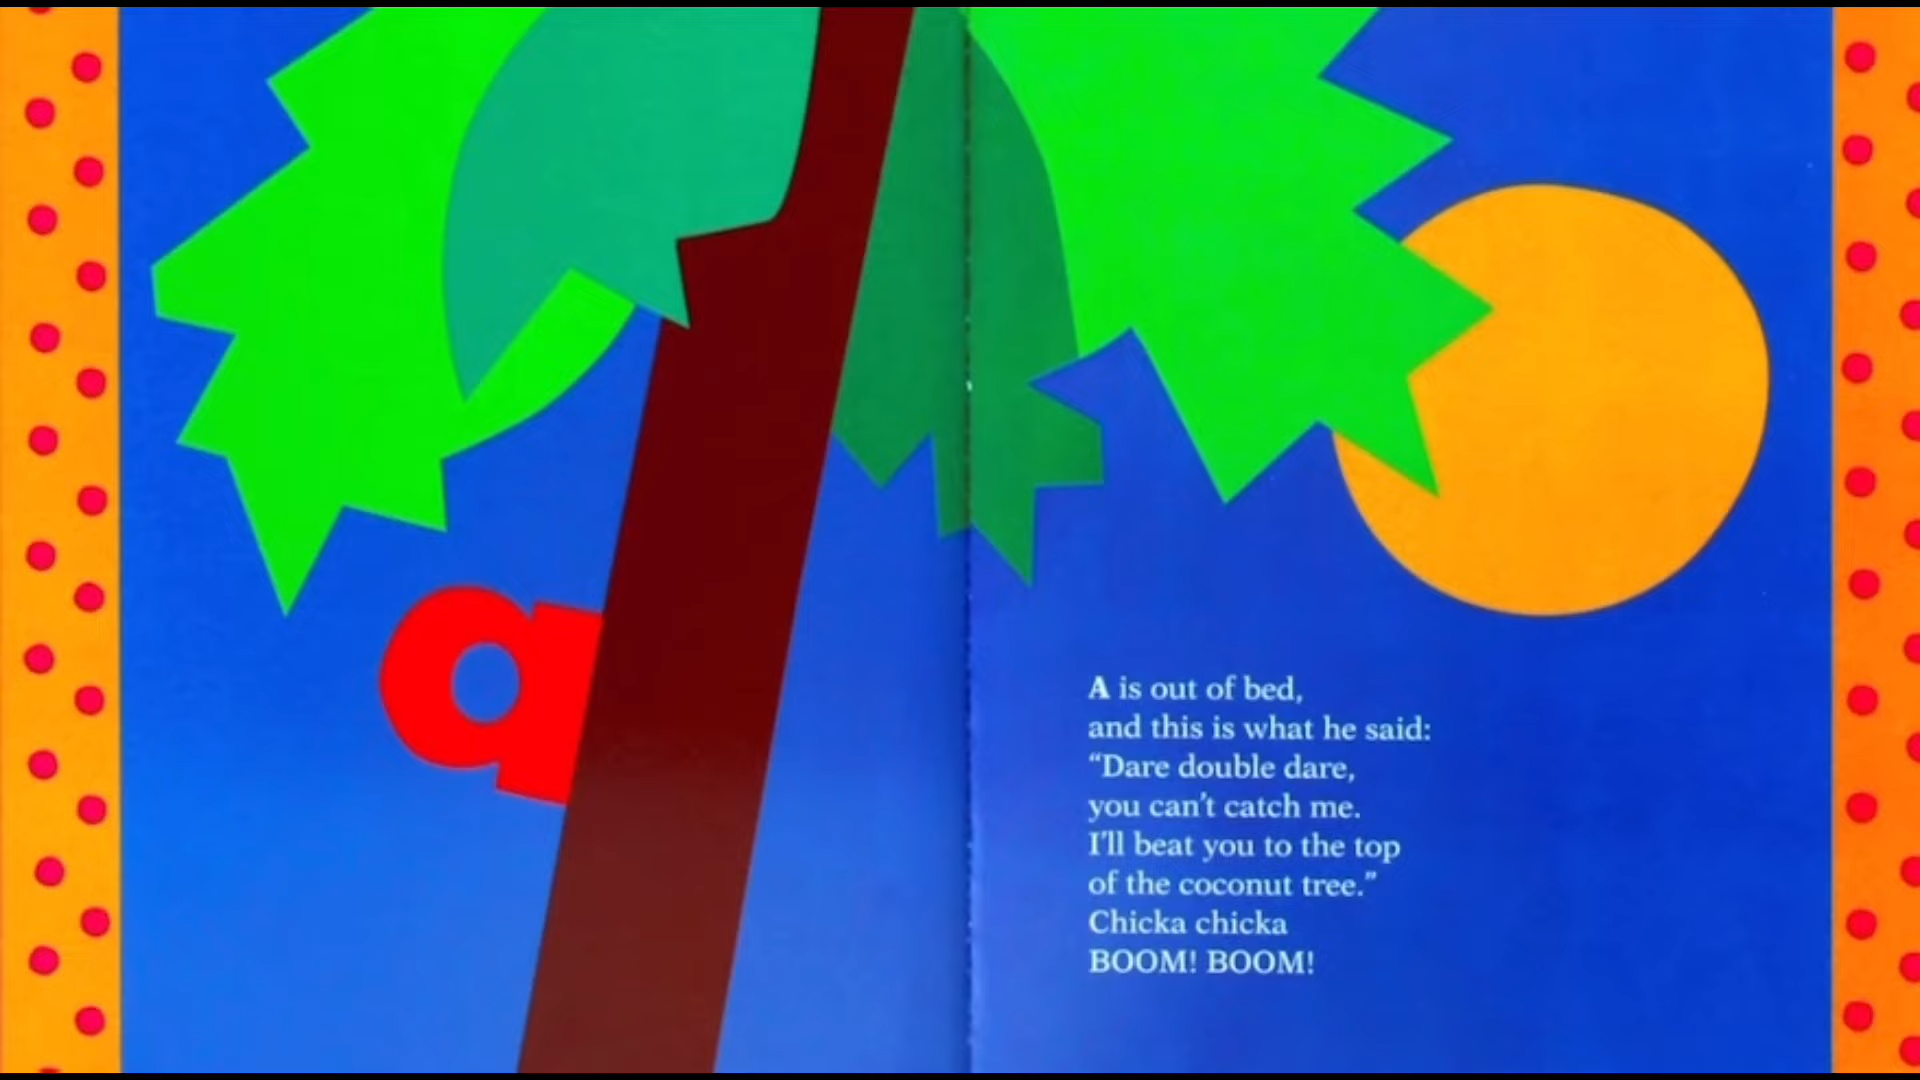 a
A is out of bed,
and this is what he said:
“Dare double dare,
you can’t catch me.
I’ll beat you to the top
of the coconut tree.”
Chicka chicka
BOOM! BOOM!